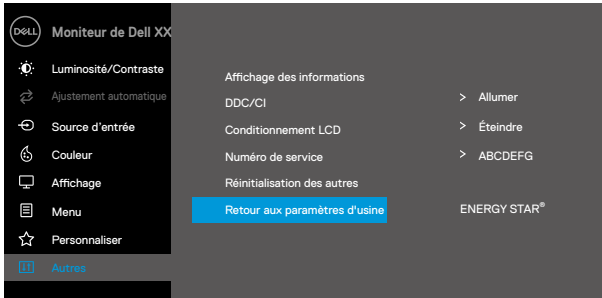 DELL
Moniteur de Dell XX
Luminosité/Contraste
Ajustement automatique
Source d'entrée
Couleur
Affichage
Menu
Personnaliser
Autres
Affichage des informations
DDC/CI > Allumer
Conditionnement LCD > Éteindre
Numéro de service > ABCDEFG
Réinitialisation des autres
Retour aux paramètres d'usine ENERGY STAR®